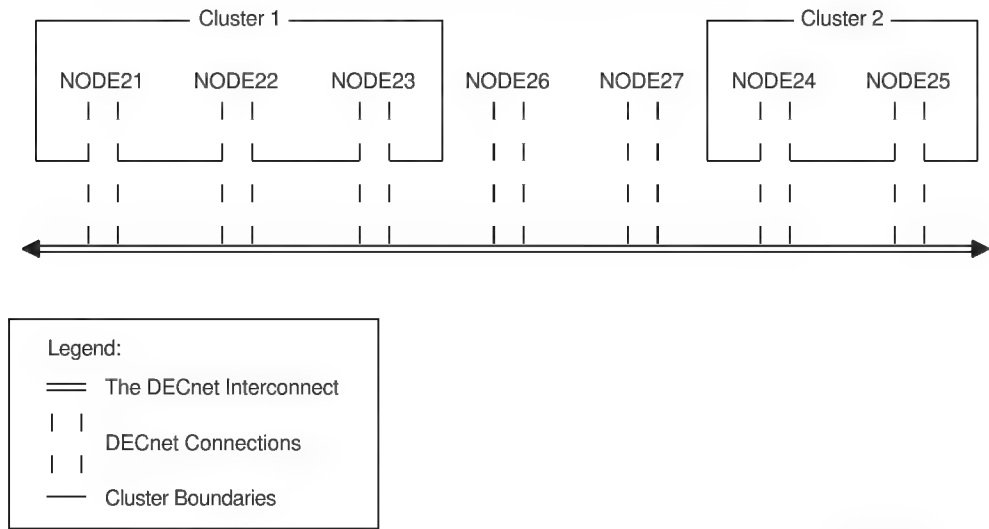 Cluster 1 Cluster 2
NODE21 NODE22 NODE23 NODE26 NODE27 NODE24 NODE25
Legend:
The DECnet Interconnect
DECnet Connections
Cluster Boundaries